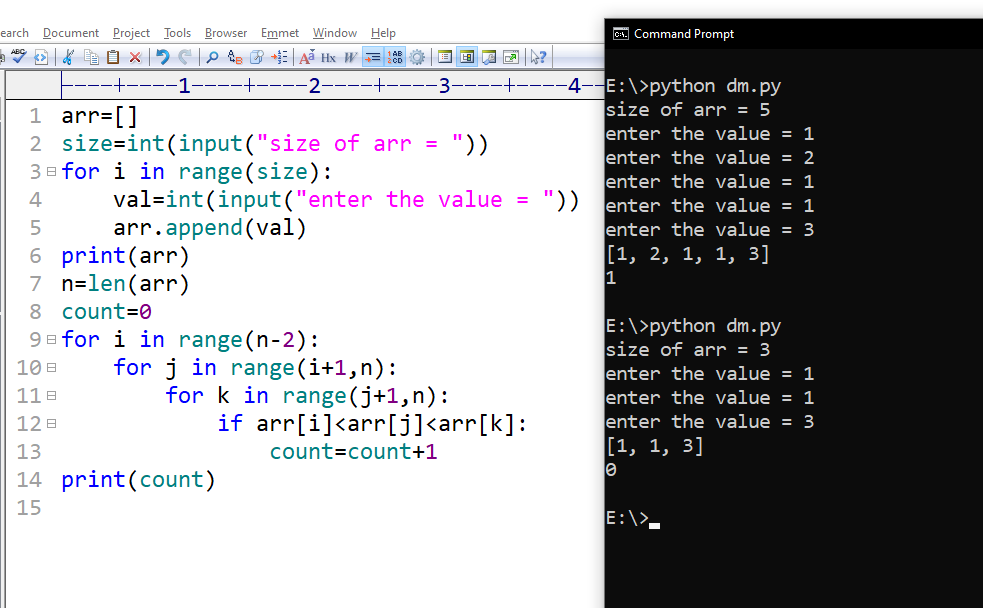 earch Document Project Tools Browser Emmet Window Help
----+----1----+----2----+----3----+----4--
1 arr=[]
2 size=int(input("size of arr = "))
3 for i in range(size):
4     val=int(input("enter the value = "))
5     arr.append(val)
6 print(arr)
7 n=len(arr)
8 count=0
9 for i in range(n-2):
10     for j in range(i+1,n):
11         for k in range(j+1,n):
12             if arr[i]<arr[j]<arr[k]:
13                 count=count+1
14 print(count)
15
Command Prompt
E:\>python dm.py
size of arr = 5
enter the value = 1
enter the value = 2
enter the value = 1
enter the value = 1
enter the value = 3
[1, 2, 1, 1, 3]
1
E:\>python dm.py
size of arr = 3
enter the value = 1
enter the value = 1
enter the value = 3
[1, 1, 3]
0
E:\>